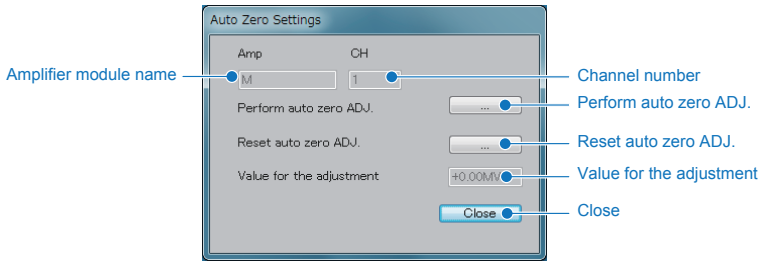 Auto Zero Settings
Amp CH
Amplifier module name M 1 Channel number
Perform auto zero ADJ. ... Perform auto zero ADJ.
Reset auto zero ADJ. ... Reset auto zero ADJ.
Value for the adjustment +0.00MV Value for the adjustment
Close Close